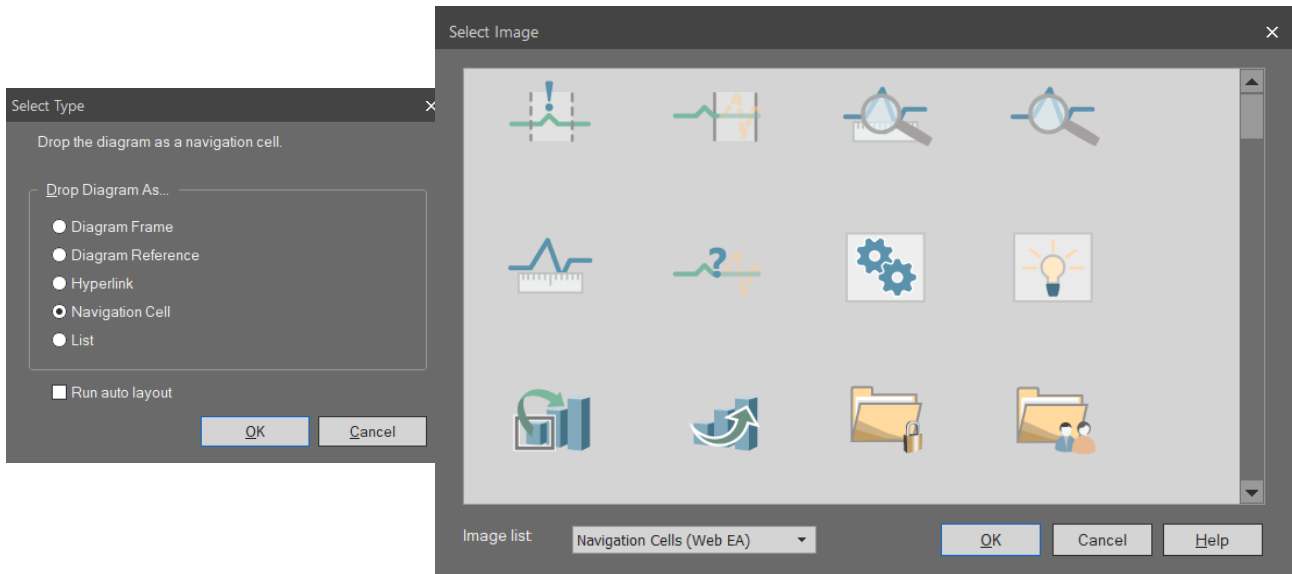 Select Type
Drop the diagram as a navigation cell.
Drop Diagram As...
Diagram Frame
Diagram Reference
Hyperlink
Navigation Cell
List
Run auto layout
OK
Cancel
Select Image
!
?
Image list
Navigation Cells (Web EA)
OK
Cancel
Help